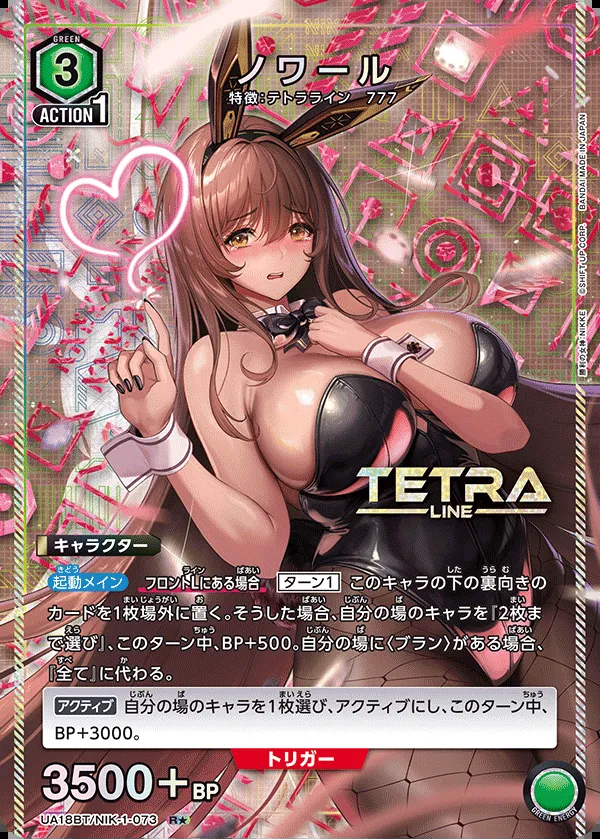 GREEN
3
ACTION 1
ノワール
特徴:テトラライン 777
©SHIFT UP CORP. BANDAI MADE IN JAPAN
勝利の女神:NIKKE
TETRA
LINE
キャラクター
起動メイン フロントLにある場合 ターン1 このキャラの下の裏向きの
カードを1枚場外に置く。そうした場合、自分の場のキャラを『2枚ま
で選び』、このターン中、BP+500。自分の場に〈ブラン〉がある場合、
『全て』に代わる。
アクティブ 自分の場のキャラを1枚選び、アクティブにし、このターン中、
BP+3000。
トリガー
3500+BP
UA18BT/NIK-1-073 R★
GREEN ENERGY